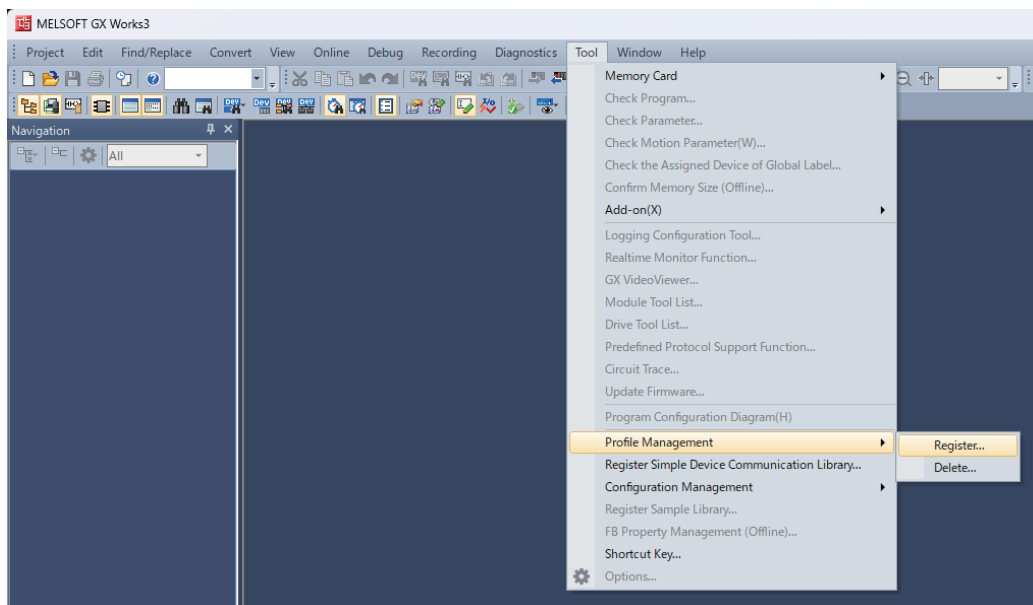 MELSOFT GX Works3
Project Edit Find/Replace Convert View Online Debug Recording Diagnostics Tool Window Help
Navigation
All
Memory Card
Check Program...
Check Parameter...
Check Motion Parameter(W)...
Check the Assigned Device of Global Label...
Confirm Memory Size (Offline)...
Add-on(X)
Logging Configuration Tool...
Realtime Monitor Function...
GX VideoViewer...
Module Tool List...
Drive Tool List...
Predefined Protocol Support Function...
Circuit Trace...
Update Firmware...
Program Configuration Diagram(H)
Profile Management
Register...
Register Simple Device Communication Library...
Delete...
Configuration Management
Register Sample Library...
FB Property Management (Offline)...
Shortcut Key...
Options...